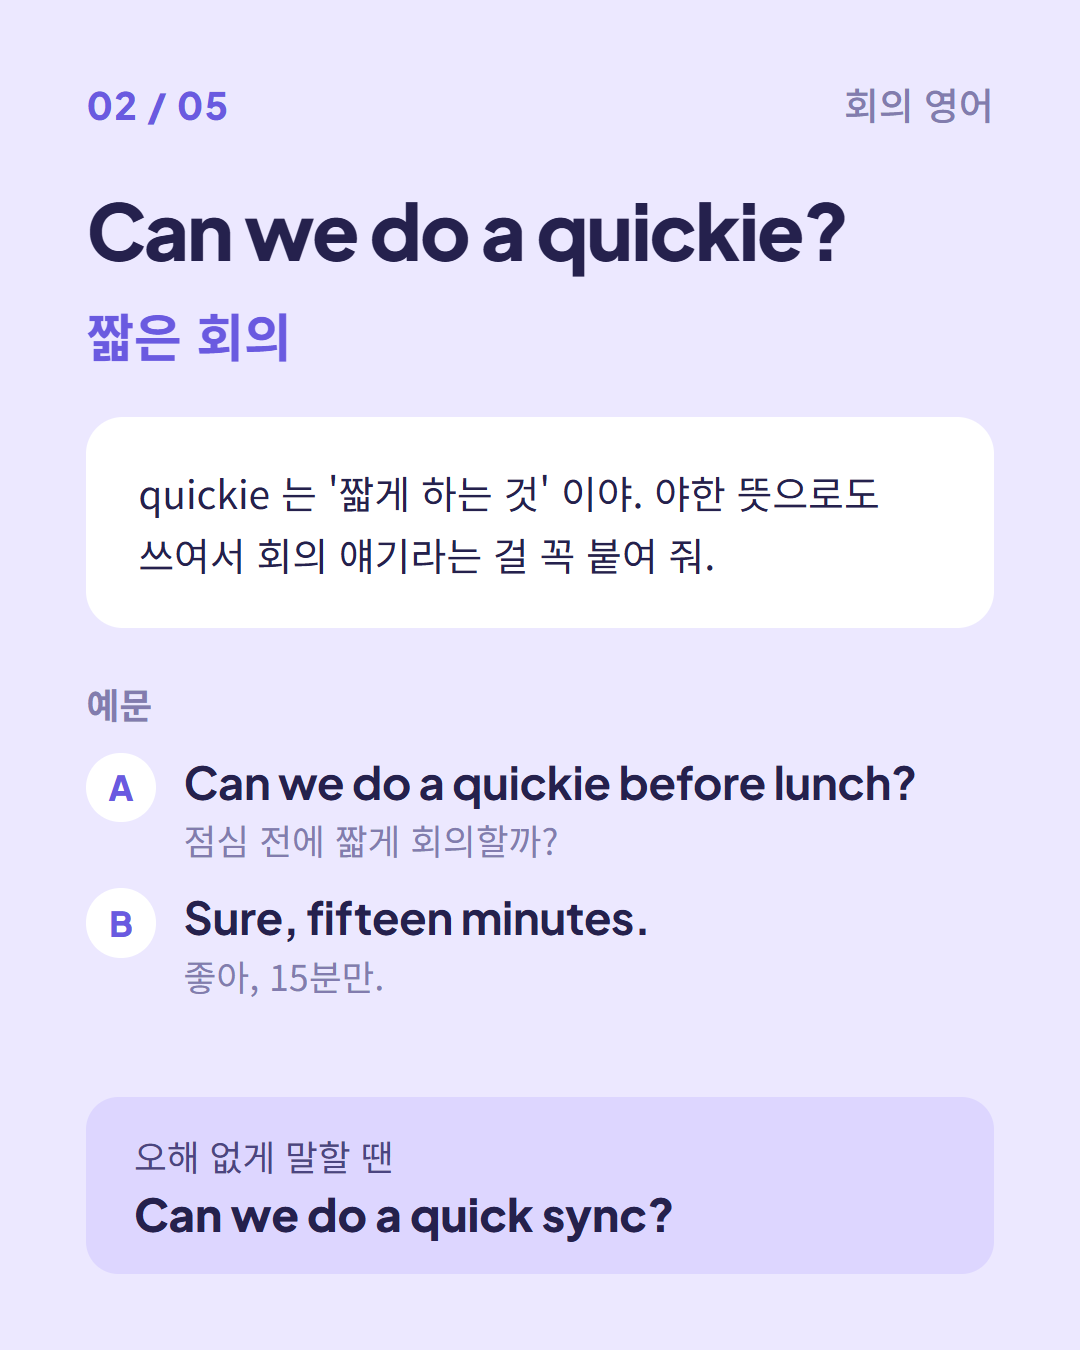 02 / 05
회의 영어
Can we do a quickie?
짧은 회의
quickie 는 '짧게 하는 것' 이야. 야한 뜻으로도
쓰여서 회의 얘기라는 걸 꼭 붙여 줘.
예문
A
Can we do a quickie before lunch?
점심 전에 짧게 회의할까?
B
Sure, fifteen minutes.
좋아, 15분만.
오해 없게 말할 땐
Can we do a quick sync?